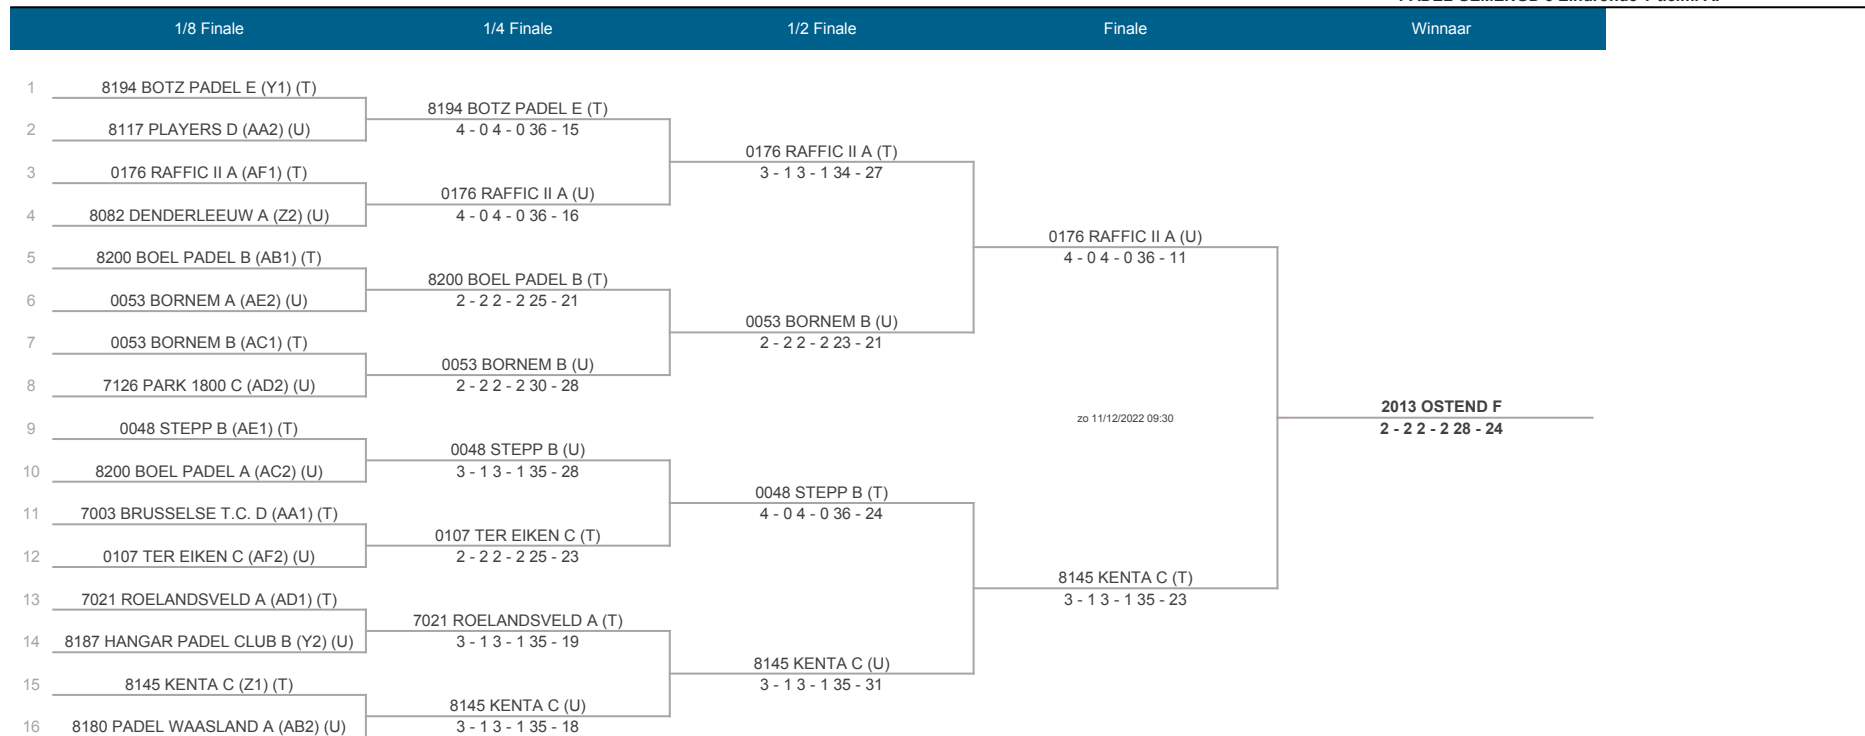 1/8 Finale 1/4 Finale 1/2 Finale Finale Winnaar
1 8194 BOTZ PADEL E (Y1) (T)
8194 BOTZ PADEL E (T)
4 - 0 4 - 0 36 - 15
2 8117 PLAYERS D (AA2) (U)
0176 RAFFIC II A (T)
3 - 1 3 - 1 34 - 27
3 0176 RAFFIC II A (AF1) (T)
0176 RAFFIC II A (U)
4 - 0 4 - 0 36 - 16
4 8082 DENDERLEEUW A (Z2) (U)
0176 RAFFIC II A (U)
4 - 0 4 - 0 36 - 11
5 8200 BOEL PADEL B (AB1) (T)
8200 BOEL PADEL B (T)
2 - 2 2 - 2 25 - 21
6 0053 BORNEM A (AE2) (U)
0053 BORNEM B (U)
2 - 2 2 - 2 23 - 21
7 0053 BORNEM B (AC1) (T)
0053 BORNEM B (U)
2 - 2 2 - 2 30 - 28
8 7126 PARK 1800 C (AD2) (U)
zo 11/12/2022 09:30
2013 OSTEND F
2 - 2 2 - 2 28 - 24
9 0048 STEPP B (AE1) (T)
0048 STEPP B (U)
3 - 1 3 - 1 35 - 28
10 8200 BOEL PADEL A (AC2) (U)
0048 STEPP B (T)
4 - 0 4 - 0 36 - 24
11 7003 BRUSSELSE T.C. D (AA1) (T)
0107 TER EIKEN C (T)
2 - 2 2 - 2 25 - 23
12 0107 TER EIKEN C (AF2) (U)
8145 KENTA C (T)
3 - 1 3 - 1 35 - 23
13 7021 ROELANDSVELD A (AD1) (T)
7021 ROELANDSVELD A (T)
3 - 1 3 - 1 35 - 19
14 8187 HANGAR PADEL CLUB B (Y2) (U)
8145 KENTA C (U)
3 - 1 3 - 1 35 - 31
15 8145 KENTA C (Z1) (T)
8145 KENTA C (U)
3 - 1 3 - 1 35 - 18
16 8180 PADEL WAASLAND A (AB2) (U)